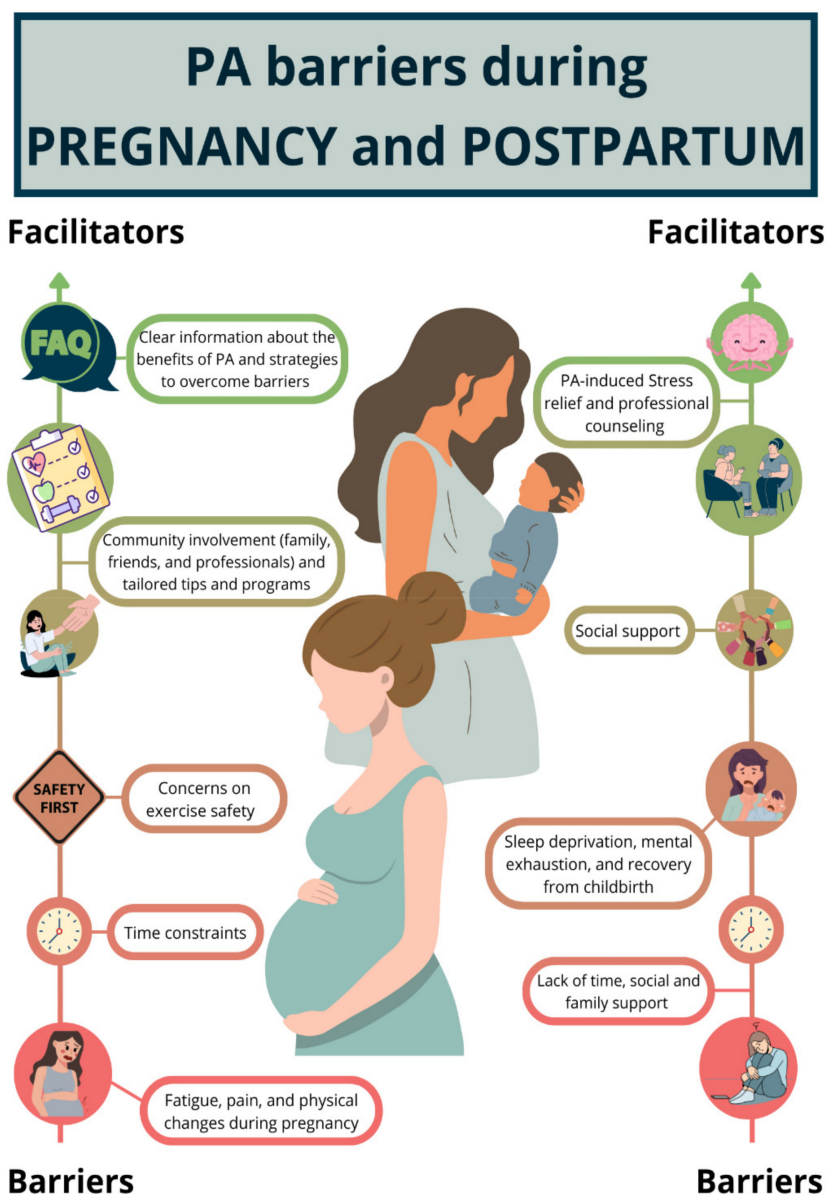 PA barriers during
PREGNANCY and POSTPARTUM
Facilitators
Facilitators
FAQ
Clear information about the
benefits of PA and strategies
to overcome barriers
PA-induced Stress
relief and professional
counseling
Community involvement (family,
friends, and professionals) and
tailored tips and programs
Social support
SAFETY
FIRST
Concerns on
exercise safety
Sleep deprivation, mental
exhaustion, and recovery
from childbirth
Time constraints
Lack of time, social and
family support
Fatigue, pain, and physical
changes during pregnancy
Barriers
Barriers